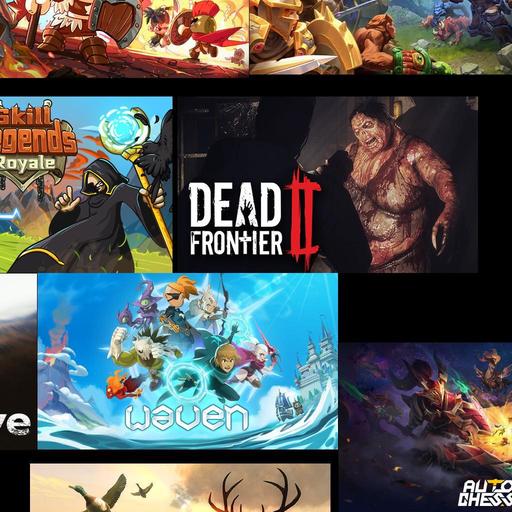 Skill
Legends
Royale
DEAD
FRONTIER II
ve
waven
AUTO
CHESS